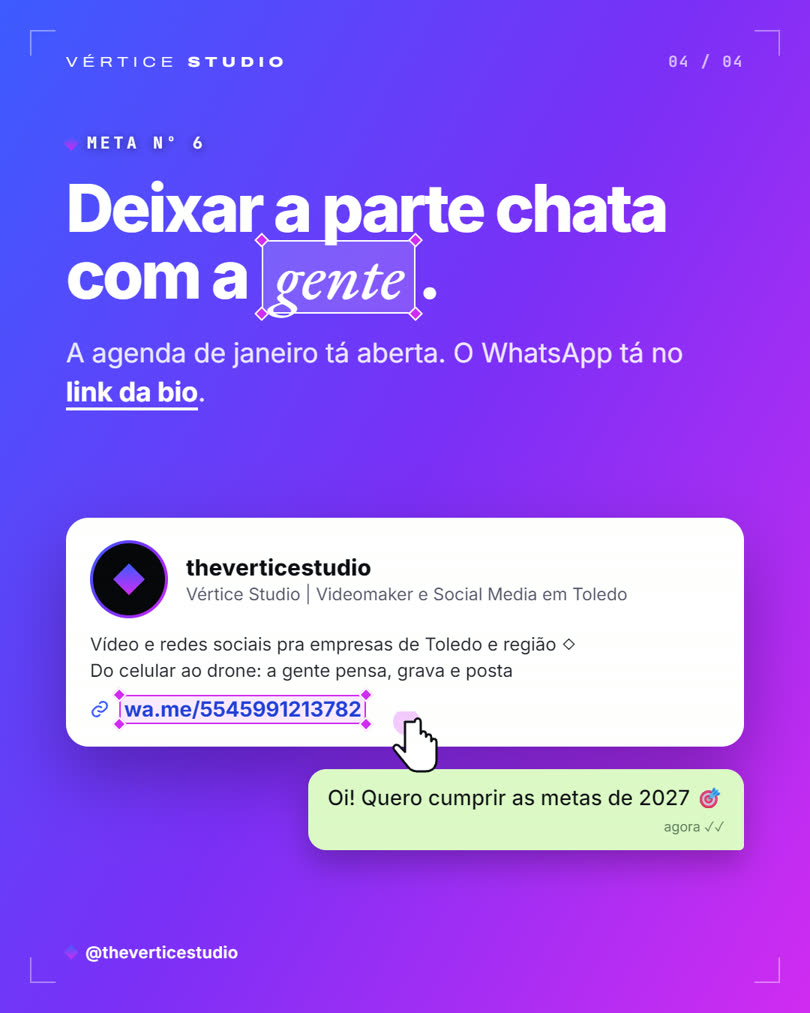 VÉRTICE STUDIO
04 / 04
META N° 6
Deixar a parte chata
com a gente.
A agenda de janeiro tá aberta. O WhatsApp tá no
link da bio.
theverticestudio
Vértice Studio | Videomaker e Social Media em Toledo
Vídeo e redes sociais pra empresas de Toledo e região ◇
Do celular ao drone: a gente pensa, grava e posta
wa.me/5545991213782
Oi! Quero cumprir as metas de 2027 🎯
agora ✓✓
@theverticestudio